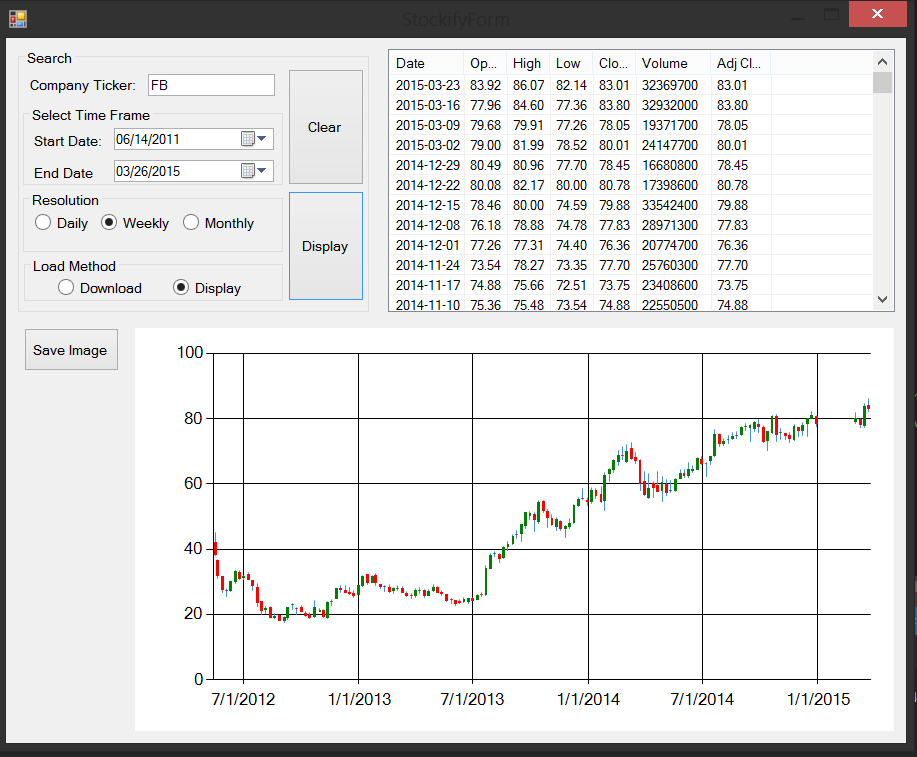 StockifyForm
Search
Company Ticker: FB
Select Time Frame
Start Date: 06/14/2011
End Date 03/26/2015
Resolution
Daily Weekly Monthly
Load Method
Download Display
Clear
Display
Date Op... High Low Clo... Volume Adj Cl...
2015-03-23 83.92 86.07 82.14 83.01 32369700 83.01
2015-03-16 77.96 84.60 77.36 83.80 32932000 83.80
2015-03-09 79.68 79.91 77.26 78.05 19371700 78.05
2015-03-02 79.00 81.99 78.52 80.01 24147700 80.01
2014-12-29 80.49 80.96 77.70 78.45 16680800 78.45
2014-12-22 80.08 82.17 80.00 80.78 17398600 80.78
2014-12-15 78.46 80.00 74.59 79.88 33542400 79.88
2014-12-08 76.18 78.88 74.78 77.83 28971300 77.83
2014-12-01 77.26 77.31 74.40 76.36 20774700 76.36
2014-11-24 73.54 78.27 73.35 77.70 25760300 77.70
2014-11-17 74.88 75.66 72.51 73.75 23408600 73.75
2014-11-10 75.36 75.48 73.54 74.88 22550500 74.88
Save Image
100
80
60
40
20
0
7/1/2012 1/1/2013 7/1/2013 1/1/2014 7/1/2014 1/1/2015